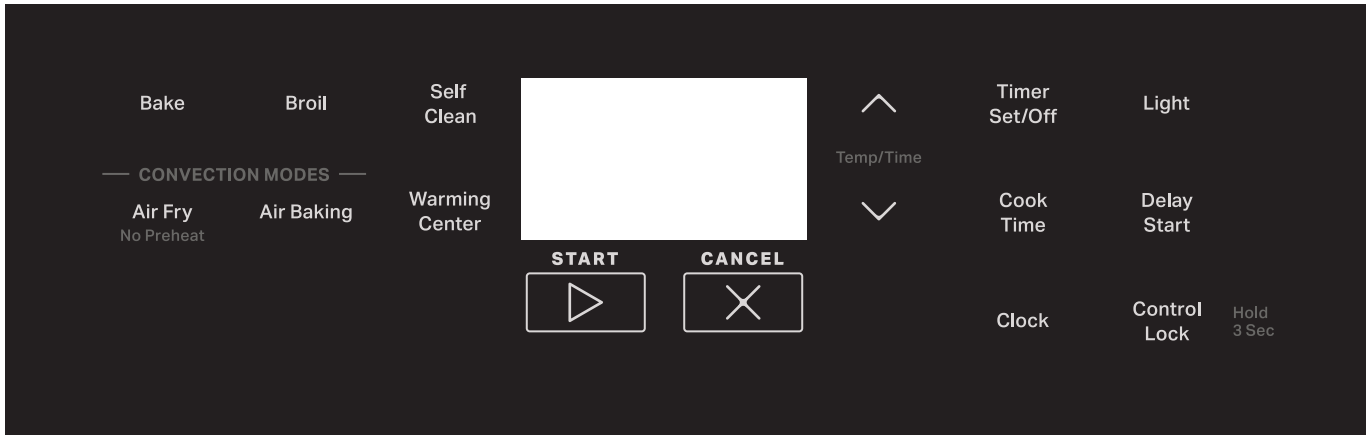 Bake
Broil
Self
Clean
Timer
Set/Off
Light
Temp/Time
CONVECTION MODES
Air Fry
No Preheat
Air Baking
Warming
Center
Cook
Time
Delay
Start
START
CANCEL
Clock
Control
Lock
Hold
3 Sec